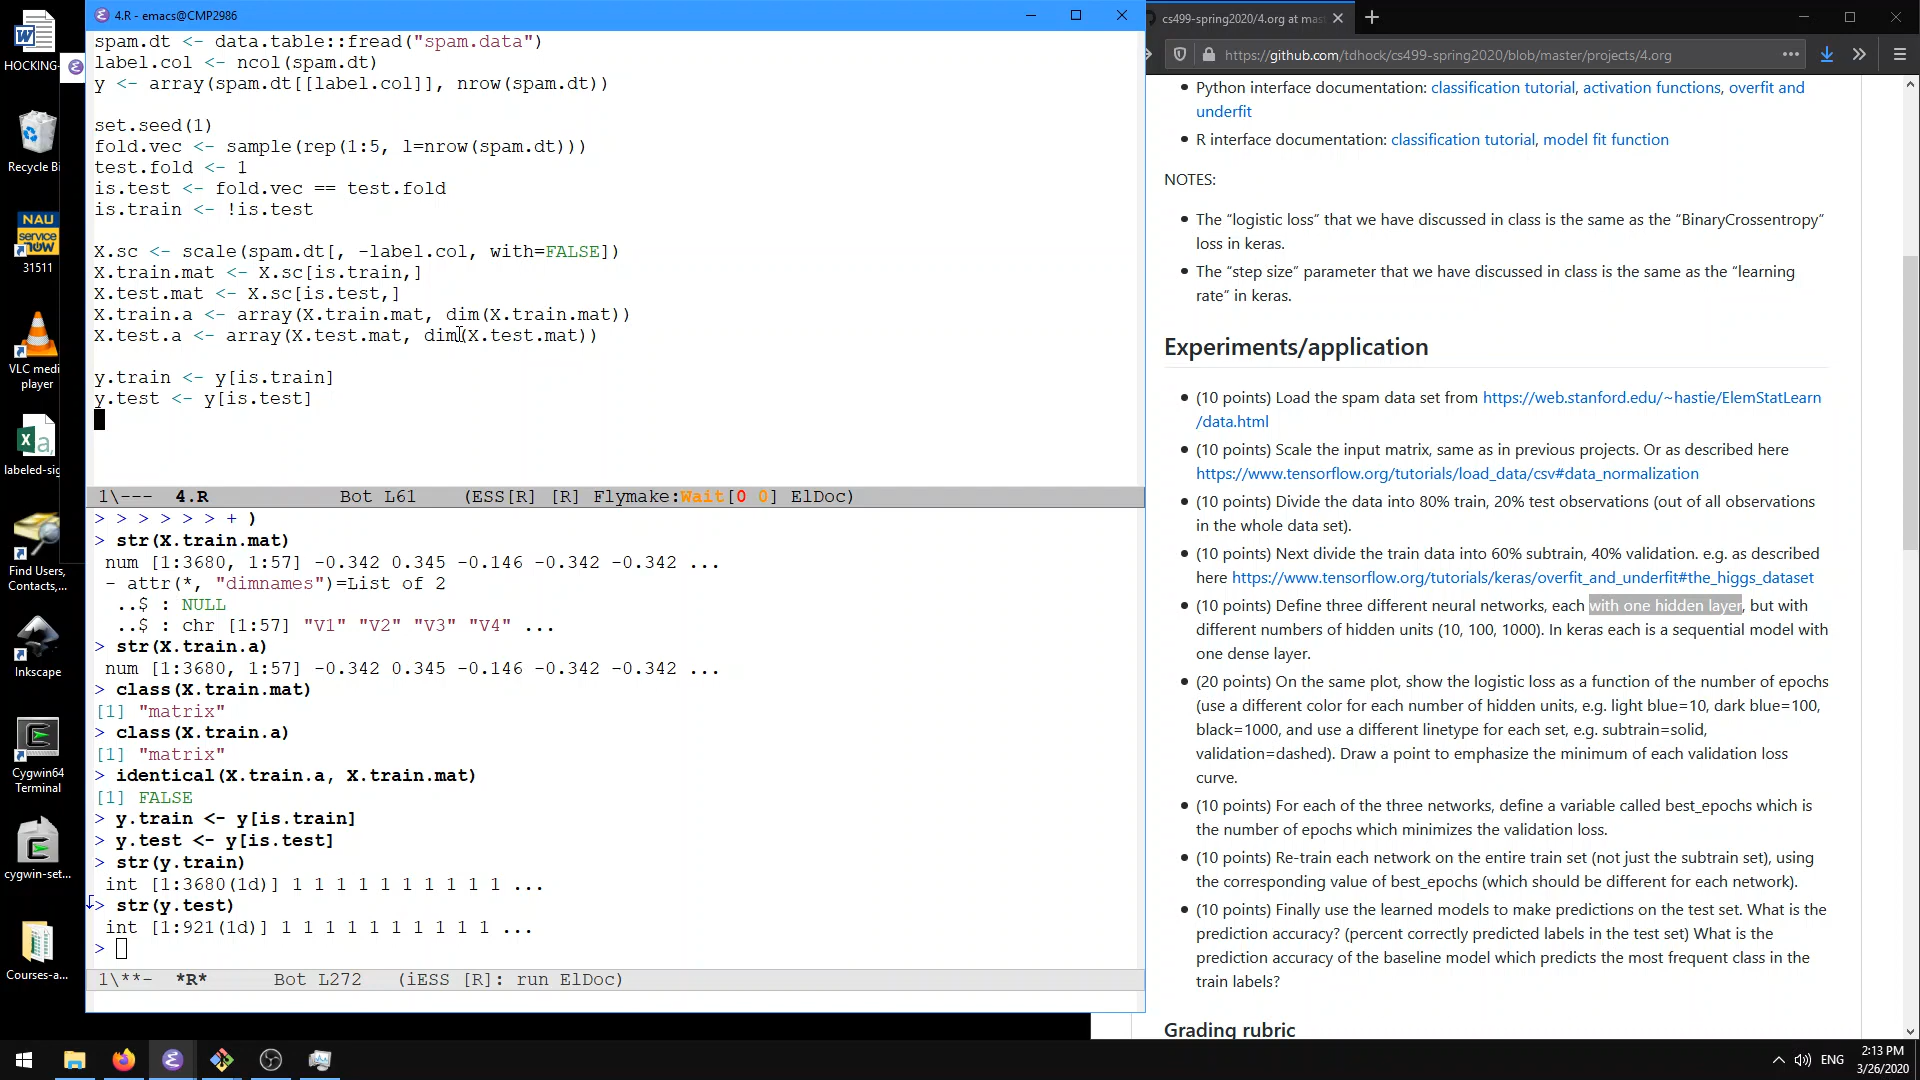 4.R - emacs@CMP2986
spam.dt <- data.table::fread("spam.data")
label.col <- ncol(spam.dt)
y <- array(spam.dt[[label.col]], nrow(spam.dt))
set.seed(1)
fold.vec <- sample(rep(1:5, l=nrow(spam.dt)))
test.fold <- 1
is.test <- fold.vec == test.fold
is.train <- !is.test
X.sc <- scale(spam.dt[, -label.col, with=FALSE])
X.train.mat <- X.sc[is.train,]
X.test.mat <- X.sc[is.test,]
X.train.a <- array(X.train.mat, dim(X.train.mat))
X.test.a <- array(X.test.mat, dim(X.test.mat))
y.train <- y[is.train]
y.test <- y[is.test]
1\--- 4.R Bot L61 (ESS[R] [R] Flymake:Wait[0 0] ElDoc)
> > > > > > + )
> str(X.train.mat)
num [1:3680, 1:57] -0.342 0.345 -0.146 -0.342 -0.342 ...
- attr(*, "dimnames")=List of 2
..$ : NULL
..$ : chr [1:57] "V1" "V2" "V3" "V4" ...
> str(X.train.a)
num [1:3680, 1:57] -0.342 0.345 -0.146 -0.342 -0.342 ...
> class(X.train.mat)
[1] "matrix"
> class(X.train.a)
[1] "matrix"
> identical(X.train.a, X.train.mat)
[1] FALSE
> y.train <- y[is.train]
> y.test <- y[is.test]
> str(y.train)
int [1:3680(1d)] 1 1 1 1 1 1 1 1 1 1 ...
> str(y.test)
int [1:921(1d)] 1 1 1 1 1 1 1 1 1 1 ...
>
1\**- *R* Bot L272 (iESS [R]: run ElDoc)
cs499-spring2020/4.org at mas
https://github.com/tdhock/cs499-spring2020/blob/master/projects/4.org
• Python interface documentation: classification tutorial, activation functions, overfit and
underfit
• R interface documentation: classification tutorial, model fit function
NOTES:
• The “logistic loss” that we have discussed in class is the same as the “BinaryCrossentropy”
loss in keras.
• The “step size” parameter that we have discussed in class is the same as the “learning
rate” in keras.
Experiments/application
• (10 points) Load the spam data set from https://web.stanford.edu/~hastie/ElemStatLearn
/data.html
• (10 points) Scale the input matrix, same as in previous projects. Or as described here
https://www.tensorflow.org/tutorials/load_data/csv#data_normalization
• (10 points) Divide the data into 80% train, 20% test observations (out of all observations
in the whole data set).
• (10 points) Next divide the train data into 60% subtrain, 40% validation. e.g. as described
here https://www.tensorflow.org/tutorials/keras/overfit_and_underfit#the_higgs_dataset
• (10 points) Define three different neural networks, each with one hidden layer, but with
different numbers of hidden units (10, 100, 1000). In keras each is a sequential model with
one dense layer.
• (20 points) On the same plot, show the logistic loss as a function of the number of epochs
(use a different color for each number of hidden units, e.g. light blue=10, dark blue=100,
black=1000, and use a different linetype for each set, e.g. subtrain=solid,
validation=dashed). Draw a point to emphasize the minimum of each validation loss
curve.
• (10 points) For each of the three networks, define a variable called best_epochs which is
the number of epochs which minimizes the validation loss.
• (10 points) Re-train each network on the entire train set (not just the subtrain set), using
the corresponding value of best_epochs (which should be different for each network).
• (10 points) Finally use the learned models to make predictions on the test set. What is the
prediction accuracy? (percent correctly predicted labels in the test set) What is the
prediction accuracy of the baseline model which predicts the most frequent class in the
train labels?
Grading rubric
HOCKING-
Recycle Bi
NAU
service
now
31511
VLC medi
player
labeled-sig
Find Users,
Contacts,...
Inkscape
Cygwin64
Terminal
cygwin-set...
Courses-a...
ENG
2:13 PM
3/26/2020